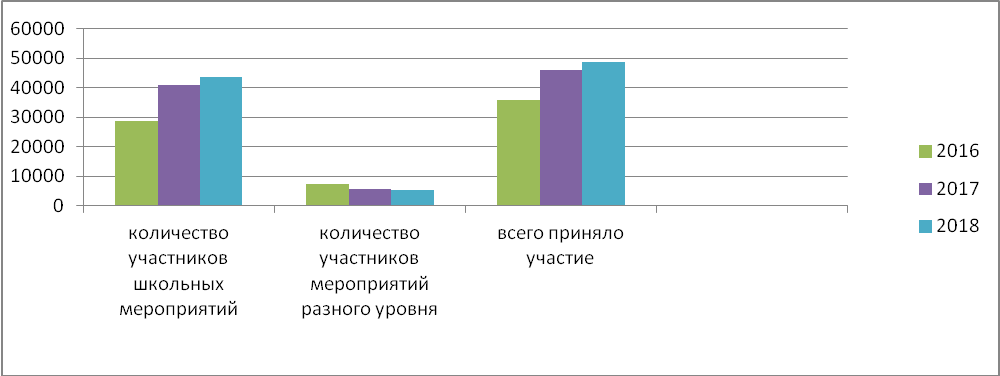 60000
50000
40000
30000
20000
10000
0
количество
участников
школьных
мероприятий
количество
участников
мероприятий
разного уровня
всего приняло
участие
2016
2017
2018